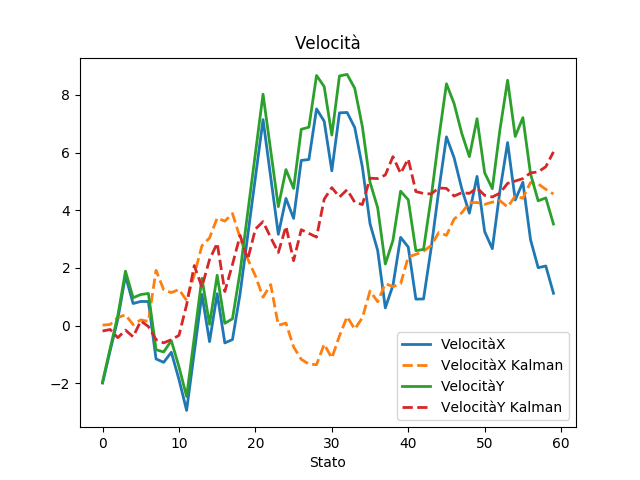 Velocità
8
6
4
2
0
−2
0 10 20 30 40 50 60
Stato
VelocitàX
VelocitàX Kalman
VelocitàY
VelocitàY Kalman